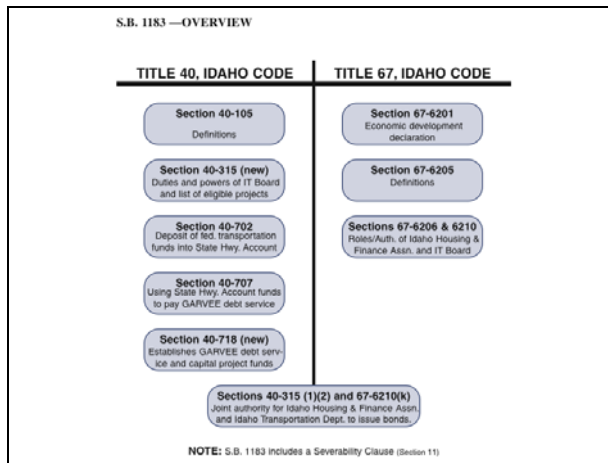 S.B. 1183 —OVERVIEW
TITLE 40, IDAHO CODE
Section 40-105
Definitions
Section 40-315 (new)
Duties and powers of IT Board
and list of eligible projects
Section 40-702
Deposit of fed. transportation
funds into State Hwy. Account
Section 40-707
Using State Hwy. Account funds
to pay GARVEE debt service
Section 40-718 (new)
Establishes GARVEE debt serv-
ice and capital project funds
TITLE 67, IDAHO CODE
Section 67-6201
Economic development
declaration
Section 67-6205
Definitions
Sections 67-6206 & 6210
Roles/Auth. of Idaho Housing &
Finance Assn. and IT Board
Sections 40-315 (1)(2) and 67-6210(k)
Joint authority for Idaho Housing & Finance Assn.
and Idaho Transportation Dept. to issue bonds.
NOTE: S.B. 1183 includes a Severability Clause (Section 11)